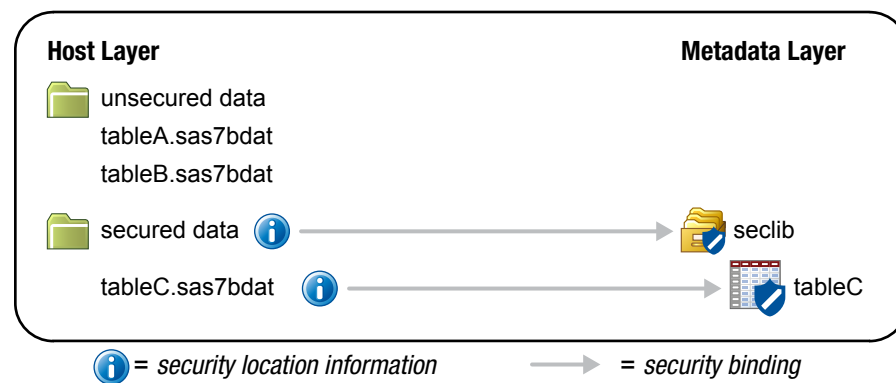 Host Layer Metadata Layer
unsecured data
tableA.sas7bdat
tableB.sas7bdat
secured data seclib
tableC.sas7bdat tableC
= security location information = security binding